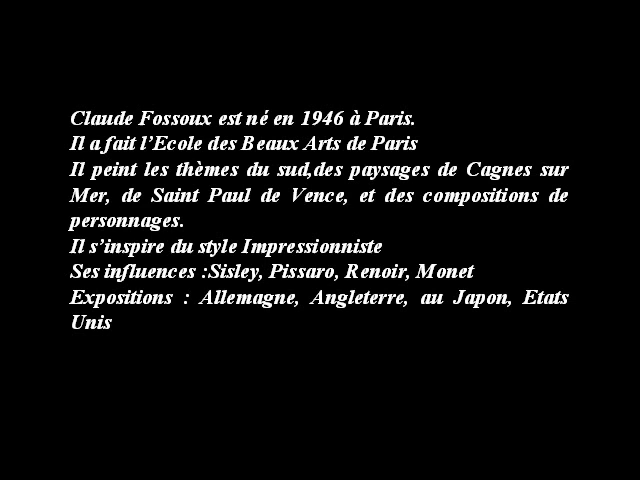 Claude Fossoux est né en 1946 à Paris.
Il a fait l’Ecole des Beaux Arts de Paris
Il peint les thèmes du sud,des paysages de Cagnes sur
Mer, de Saint Paul de Vence, et des compositions de
personnages.
Il s’inspire du style Impressionniste
Ses influences :Sisley, Pissaro, Renoir, Monet
Expositions : Allemagne, Angleterre, au Japon, Etats
Unis